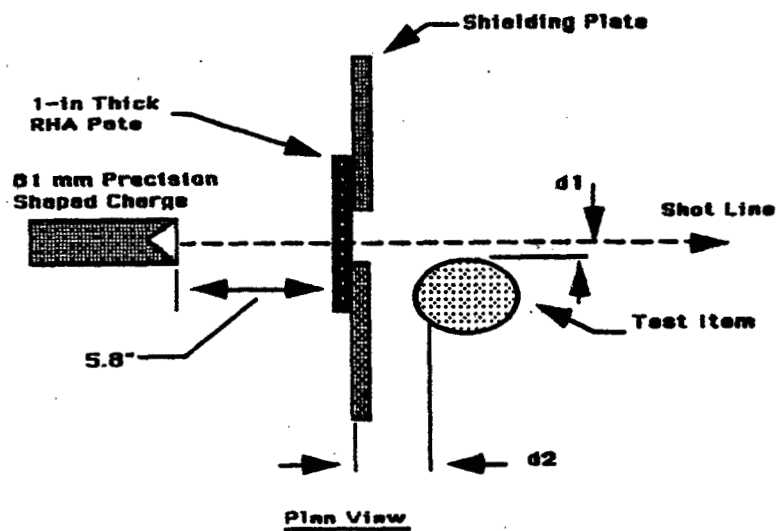 Shielding Plate
1-in Thick
RHA Pate
81 mm Precision
Shaped Charge
d1
Shot Line
Test Item
5.8"
d2
Plan View